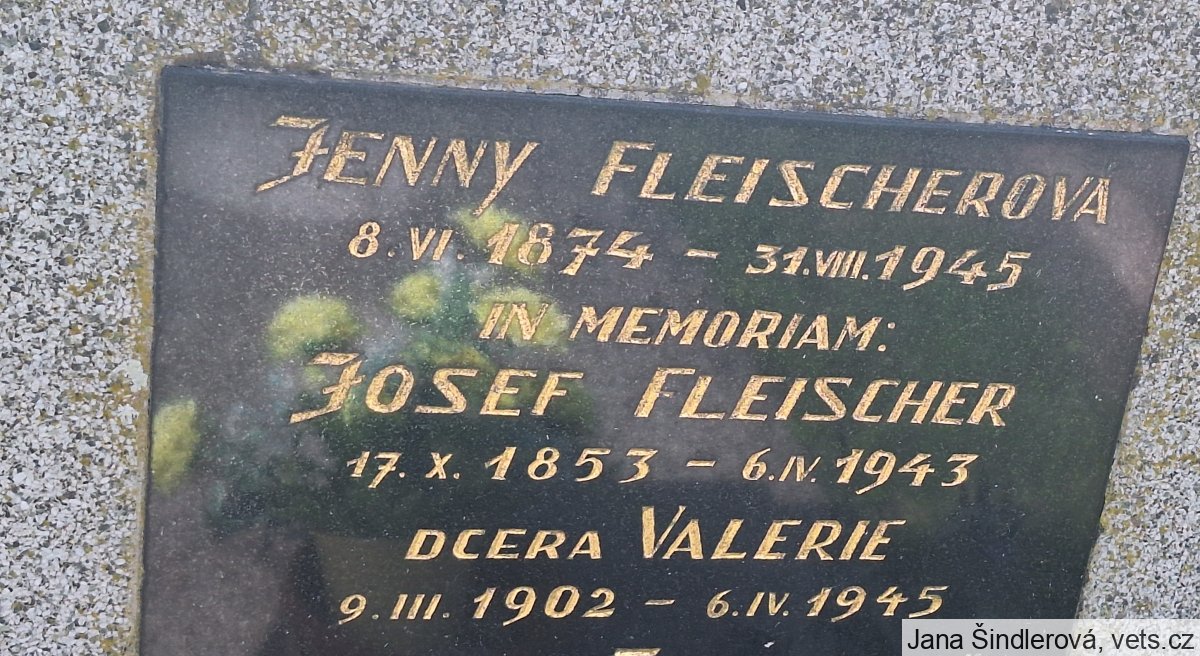 JENNY FLEISCHEROVA
8. VI. 1874 – 31. VIII. 1945
IN MEMORIAM:
JOSEF FLEISCHER
17. X. 1853 – 6. IV. 1943
DCERA VALERIE
9. III. 1902 – 6. IV. 1945
Jana Šindlerová, vets.cz